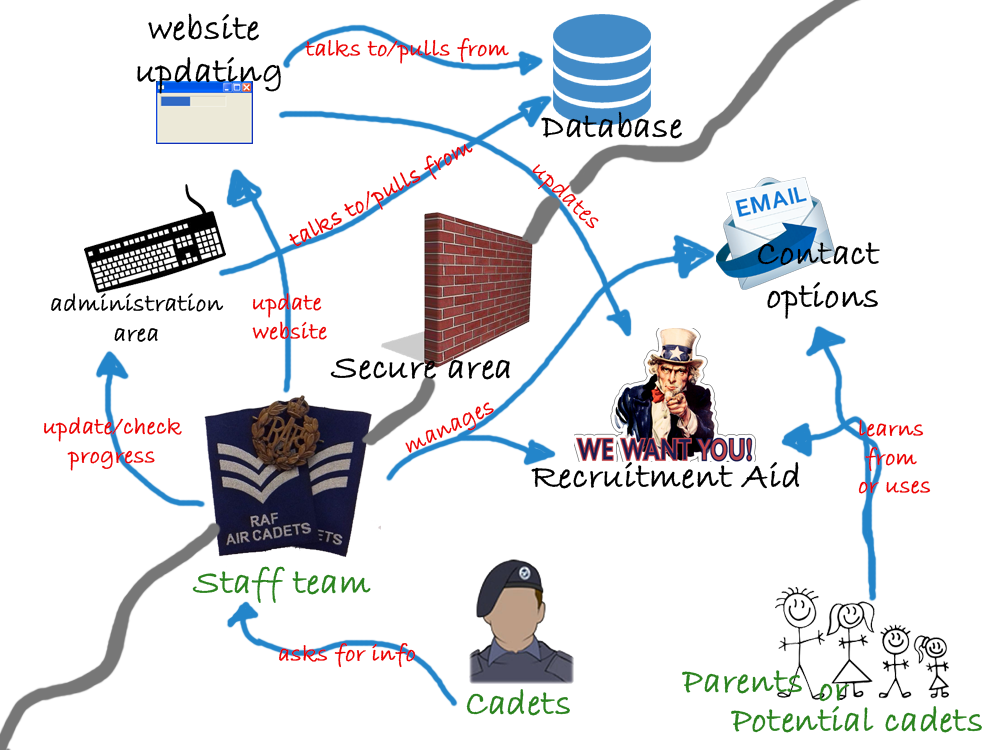 website
updating
talks to/pulls from
Database
talks to/pulls from
updates
EMAIL
Contact
options
administration
area
update
website
Secure area
update/check
progress
manages
WE WANT YOU!
Recruitment Aid
learns
from
or uses
RAF
AIR CADETS
ETS
Staff team
asks for info
Cadets
Parents or
Potential cadets